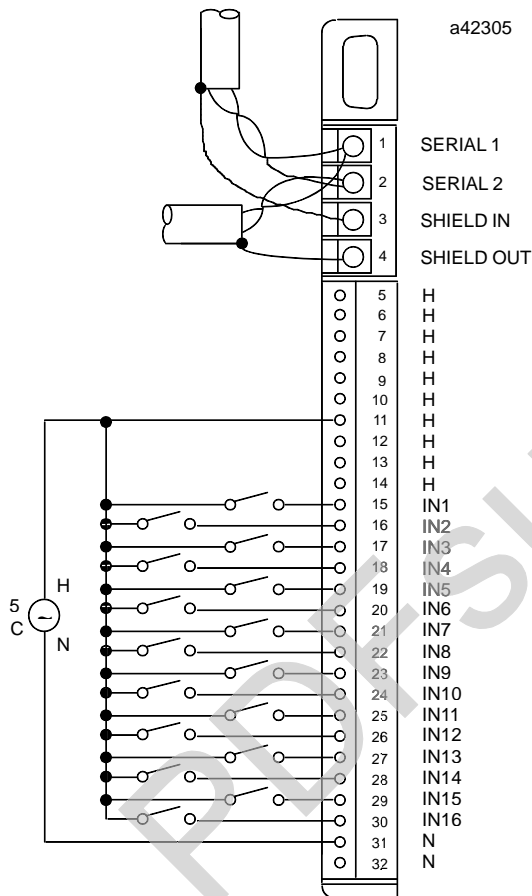 a42305
1 SERIAL 1
2 SERIAL 2
3 SHIELD IN
4 SHIELD OUT
5 H
6 H
7 H
8 H
9 H
10 H
11 H
12 H
13 H
14 H
15 IN1
16 IN2
17 IN3
18 IN4
19 IN5
20 IN6
21 IN7
22 IN8
23 IN9
24 IN10
25 IN11
26 IN12
27 IN13
28 IN14
29 IN15
30 IN16
31 N
32 N
H
5
C
N
~